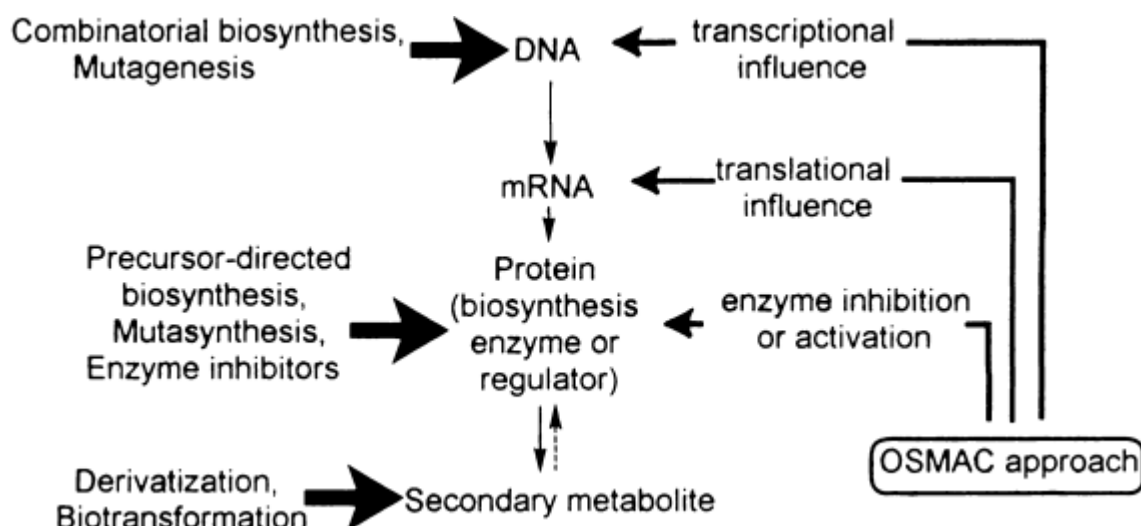 Combinatorial biosynthesis,
Mutagenesis
DNA
transcriptional
influence
mRNA
translational
influence
Precursor-directed
biosynthesis,
Mutasynthesis,
Enzyme inhibitors
Protein
(biosynthesis
enzyme or
regulator)
enzyme inhibition
or activation
OSMAC approach
Derivatization,
Biotransformation
Secondary metabolite